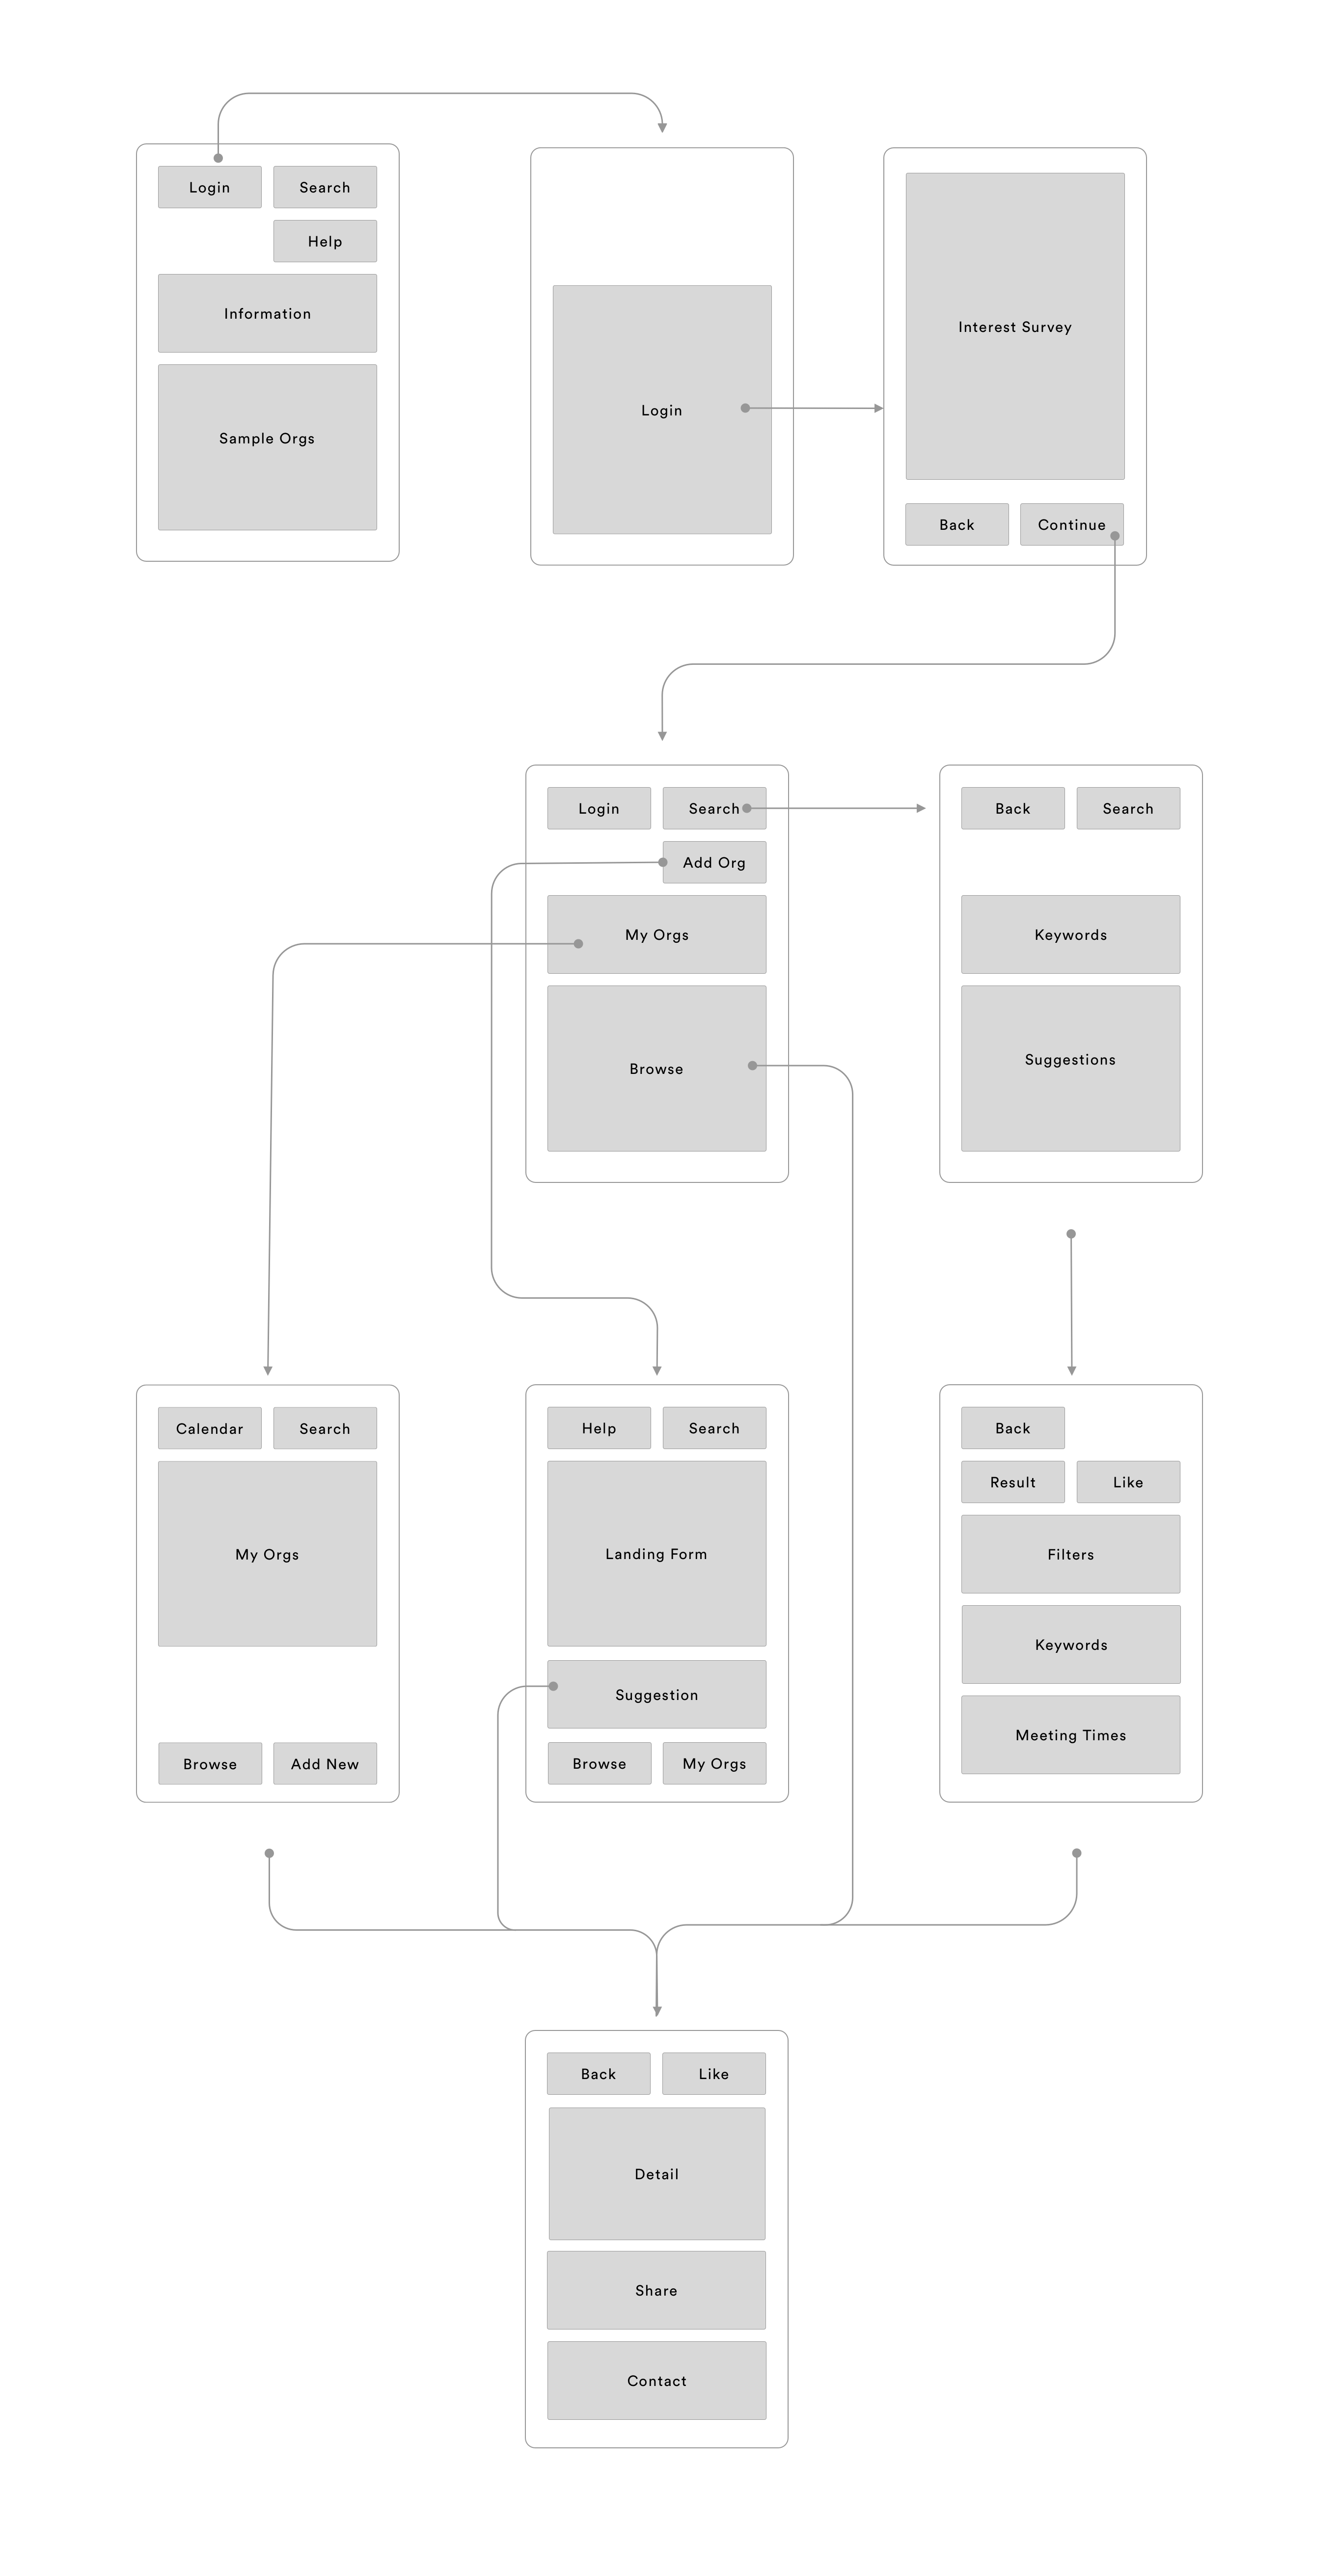 Login
Search
Help
Information
Sample Orgs
Login
Interest Survey
Back
Continue
Login
Search
Add Org
My Orgs
Browse
Back
Search
Keywords
Suggestions
Calendar
Search
My Orgs
Browse
Add New
Help
Search
Landing Form
Suggestion
Browse
My Orgs
Back
Result
Like
Filters
Keywords
Meeting Times
Back
Like
Detail
Share
Contact